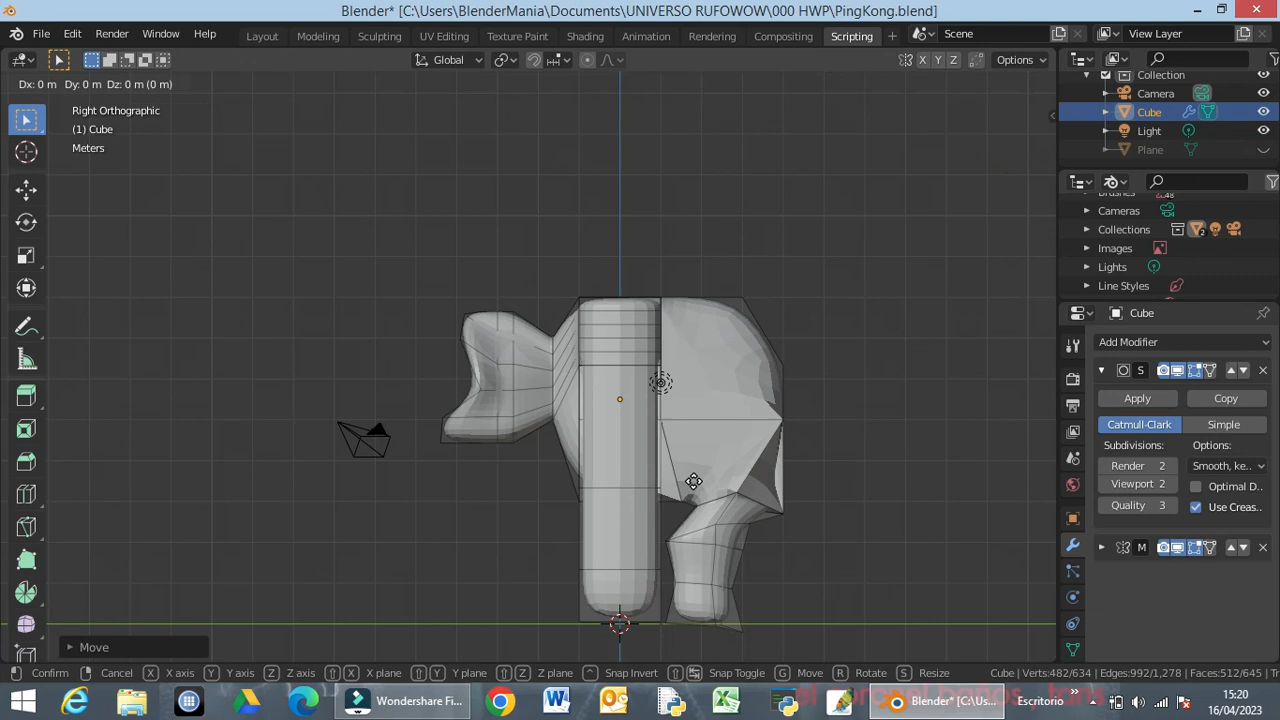 Blender* [C:\Users\BlenderMania\Documents\UNIVERSO RUFOWOW\000 HWP\PingKong.blend]
File Edit Render Window Help Layout Modeling Sculpting UV Editing Texture Paint Shading Animation Rendering Compositing Scripting Scene View Layer
Global X Y Z Options
Dx: 0 m Dy: 0 m Dz: 0 m (0 m)
Right Orthographic
(1) Cube
Meters
Collection
Camera
Cube
Light
Plane
Cameras
Collections 2
Images
Lights
Line Styles
Cube
Add Modifier
S
Apply Copy
Catmull-Clark Simple
Subdivisions: Options:
Render 2 Smooth, ke..
Viewport 2 Optimal D..
Quality 3 Use Creas..
M
Move
Confirm Cancel X X axis Y Y axis Z Z axis X X plane Y Y plane Z Z plane Snap Invert Snap Toggle G Move R Rotate S Resize Cube | Verts:482/634 | Edges:992/1,278 | Faces:512/645 | T
Wondershare Fi... Blender* [C:\Us... Escritorio 15:20
16/04/2023